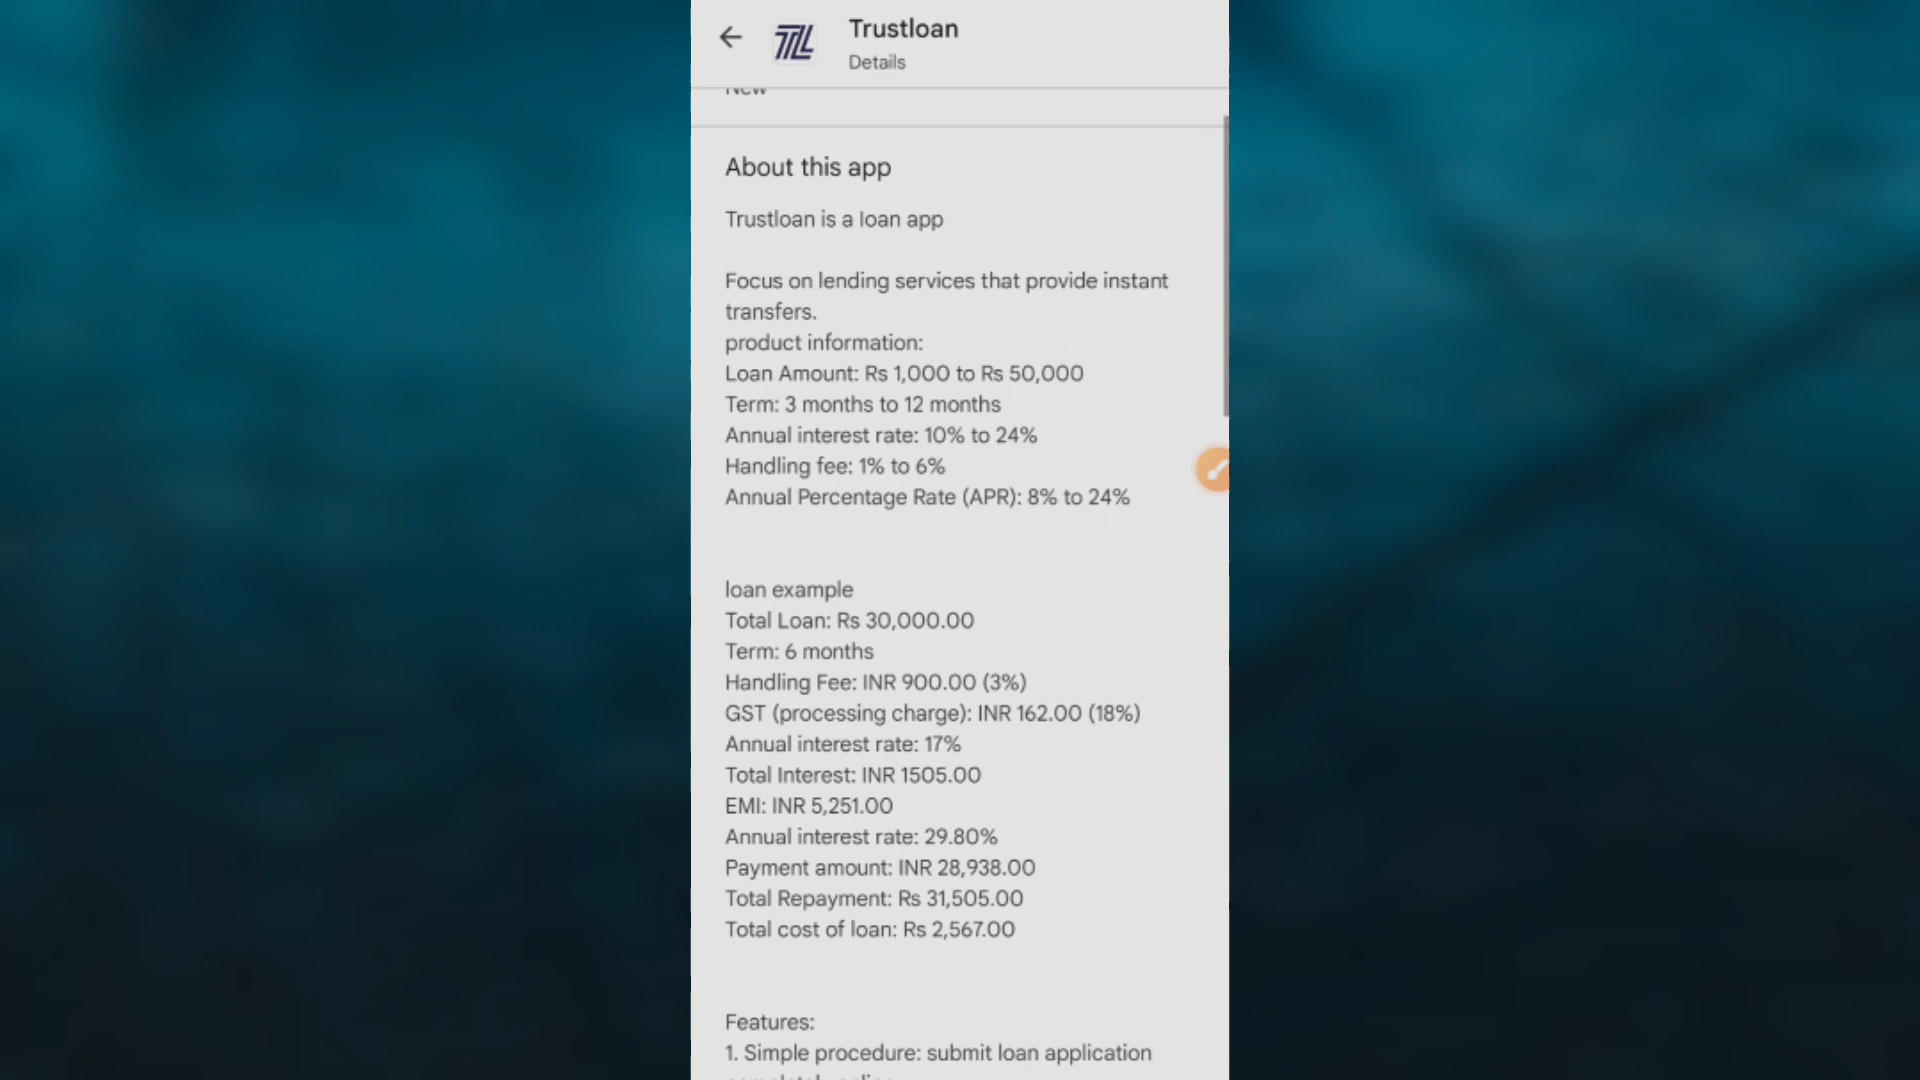 Trustloan
Details
New
About this app
Trustloan is a loan app
Focus on lending services that provide instant
transfers.
product information:
Loan Amount: Rs 1,000 to Rs 50,000
Term: 3 months to 12 months
Annual interest rate: 10% to 24%
Handling fee: 1% to 6%
Annual Percentage Rate (APR): 8% to 24%
loan example
Total Loan: Rs 30,000.00
Term: 6 months
Handling Fee: INR 900.00 (3%)
GST (processing charge): INR 162.00 (18%)
Annual interest rate: 17%
Total Interest: INR 1505.00
EMI: INR 5,251.00
Annual interest rate: 29.80%
Payment amount: INR 28,938.00
Total Repayment: Rs 31,505.00
Total cost of loan: Rs 2,567.00
Features:
1. Simple procedure: submit loan application